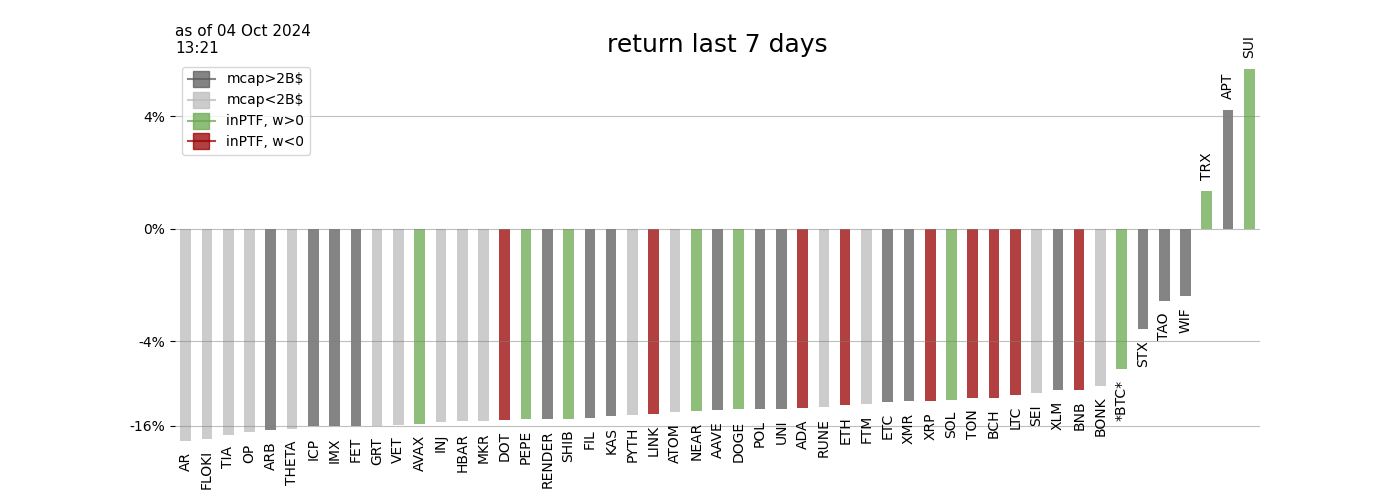 as of 04 Oct 2024
13:21
return last 7 days
mcap>2B$
mcap<2B$
inPTF, w>0
inPTF, w<0
4%
0%
-4%
-16%
AR
FLOKI
TIA
OP
ARB
THETA
ICP
IMX
FET
GRT
VET
AVAX
INJ
HBAR
MKR
DOT
PEPE
RENDER
SHIB
FIL
KAS
PYTH
LINK
ATOM
NEAR
AAVE
DOGE
POL
UNI
ADA
RUNE
ETH
FTM
ETC
XMR
XRP
SOL
TON
BCH
LTC
SEI
XLM
BNB
BONK
*BTC*
STX
TAO
WIF
TRX
APT
SUI